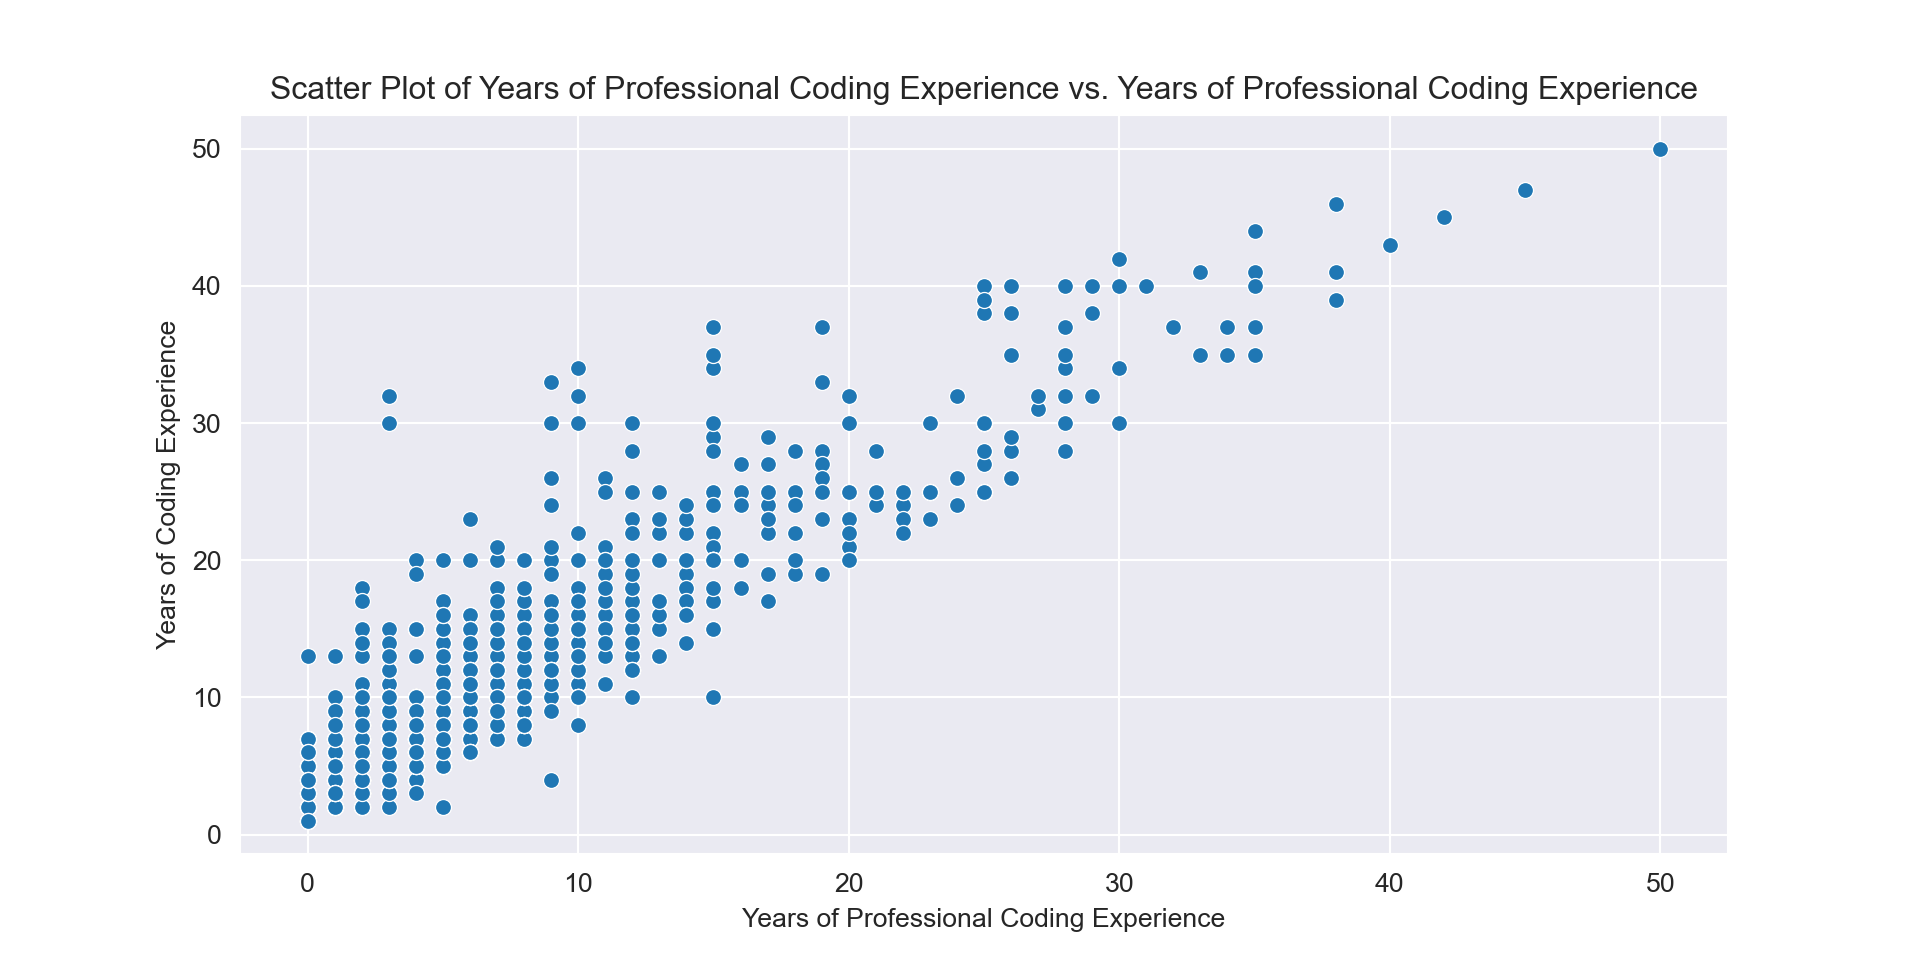 Scatter Plot of Years of Professional Coding Experience vs. Years of Professional Coding Experience
Years of Coding Experience
50
40
30
20
10
0
0 10 20 30 40 50
Years of Professional Coding Experience